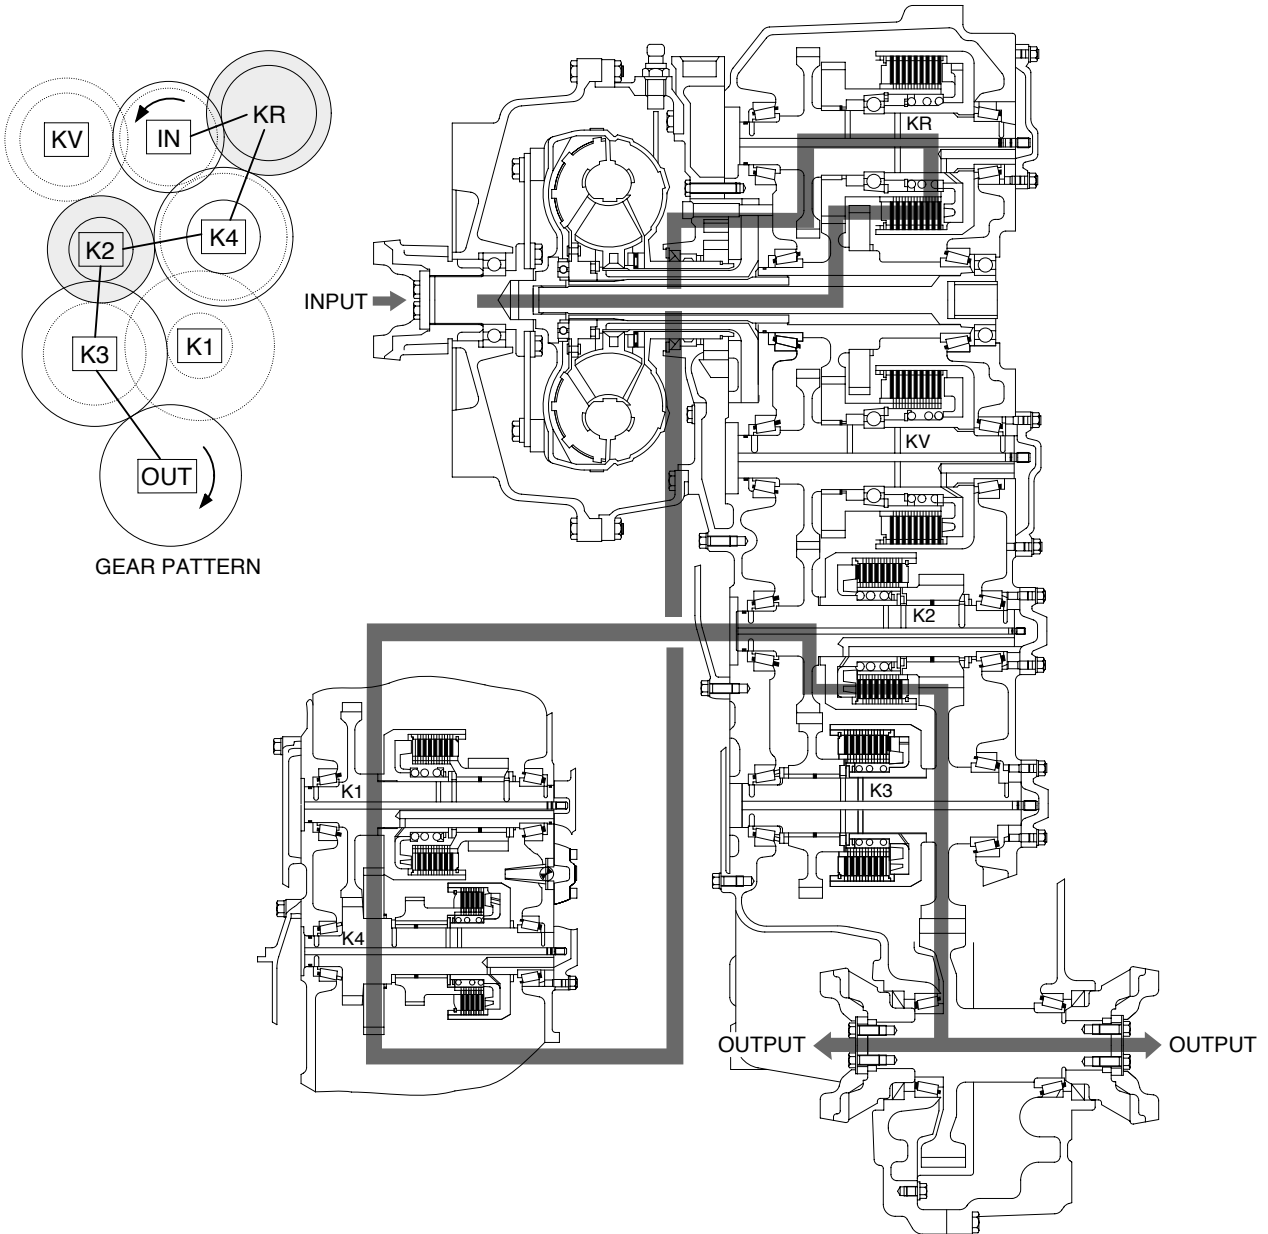 KV
IN
KR
K2
K4
K3
K1
OUT
GEAR PATTERN
INPUT
KR
KV
K2
K1
K3
K4
OUTPUT
OUTPUT